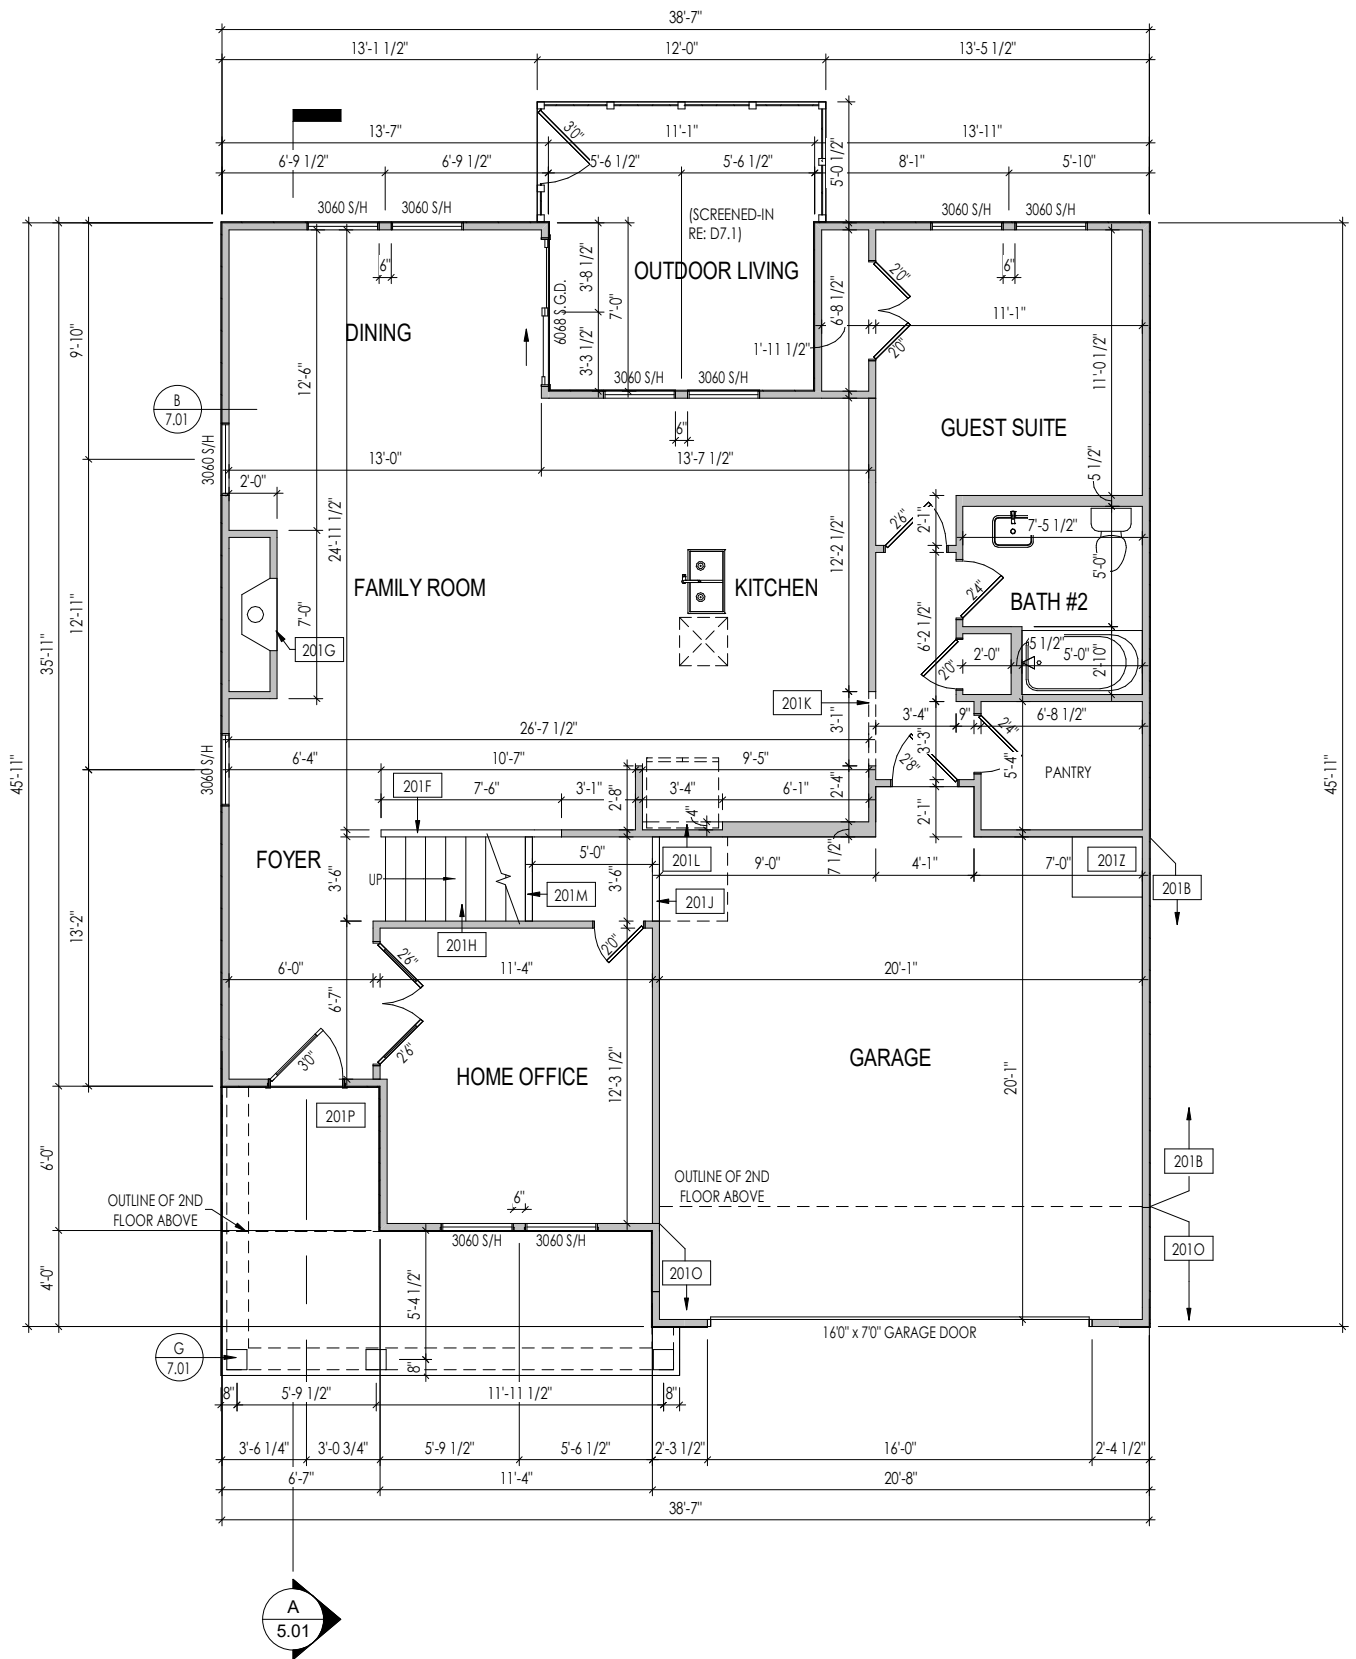 38'-7"
13'-1 1/2"
12'-0"
13'-5 1/2"
13'-7"
11'-1"
13'-11"
6'-9 1/2"
6'-9 1/2"
5'-6 1/2"
5'-6 1/2"
5'-0 1/2"
8'-1"
5'-10"
3'0"
3060 S/H
3060 S/H
(SCREENED-IN
RE: D7.1)
3060 S/H
3060 S/H
6"
6"
2'0"
OUTDOOR LIVING
3'-8 1/2"
7'-0"
6'-8 1/2"
6068 S.G.D.
DINING
11'-1"
9'-10"
2'0"
1'-11 1/2"
3'-3 1/2"
11'-0 1/2"
3060 S/H
3060 S/H
12'-6"
B
7.01
6"
GUEST SUITE
3060 S/H
13'-0"
13'-7 1/2"
5 1/2"
2'-0"
24'-11 1/2"
12'-2 1/2"
2'6"
2'-1"
7'-5 1/2"
5'-0"
FAMILY ROOM
KITCHEN
2'4"
BATH #2
7'-0"
12'-11"
35'-11"
201G
6'-2 1/2"
5 1/2"
2'0"
2'-0"
5'-0"
2'-10"
201K
3'-4"
9"
6'-8 1/2"
26'-7 1/2"
3'-1"
3'-3"
2'4"
45'-11"
45'-11"
3060 S/H
6'-4"
10'-7"
9'-5"
2'8"
5'-4"
PANTRY
201F
7'-6"
3'-1"
2'-8"
3'-4"
6'-1"
2'-4"
2'-1"
4"
FOYER
3'-6"
UP
5'-0"
3'-6"
201L
9'-0"
7 1/2"
4'-1"
7'-0"
201Z
201B
201M
201J
13'-2"
201H
2'0"
6'-0"
2'6"
11'-4"
20'-1"
6'-7"
3'0"
2'6"
HOME OFFICE
12'-3 1/2"
GARAGE
20'-1"
201P
6'-0"
201B
OUTLINE OF 2ND
FLOOR ABOVE
OUTLINE OF 2ND
FLOOR ABOVE
6"
3060 S/H
3060 S/H
201O
201O
4'-0"
5'-4 1/2"
16'0" x 7'0" GARAGE DOOR
G
7.01
8"
8"
5'-9 1/2"
11'-11 1/2"
8"
3'-6 1/4"
3'-0 3/4"
5'-9 1/2"
5'-6 1/2"
2'-3 1/2"
16'-0"
2'-4 1/2"
6'-7"
11'-4"
20'-8"
38'-7"
A
5.01